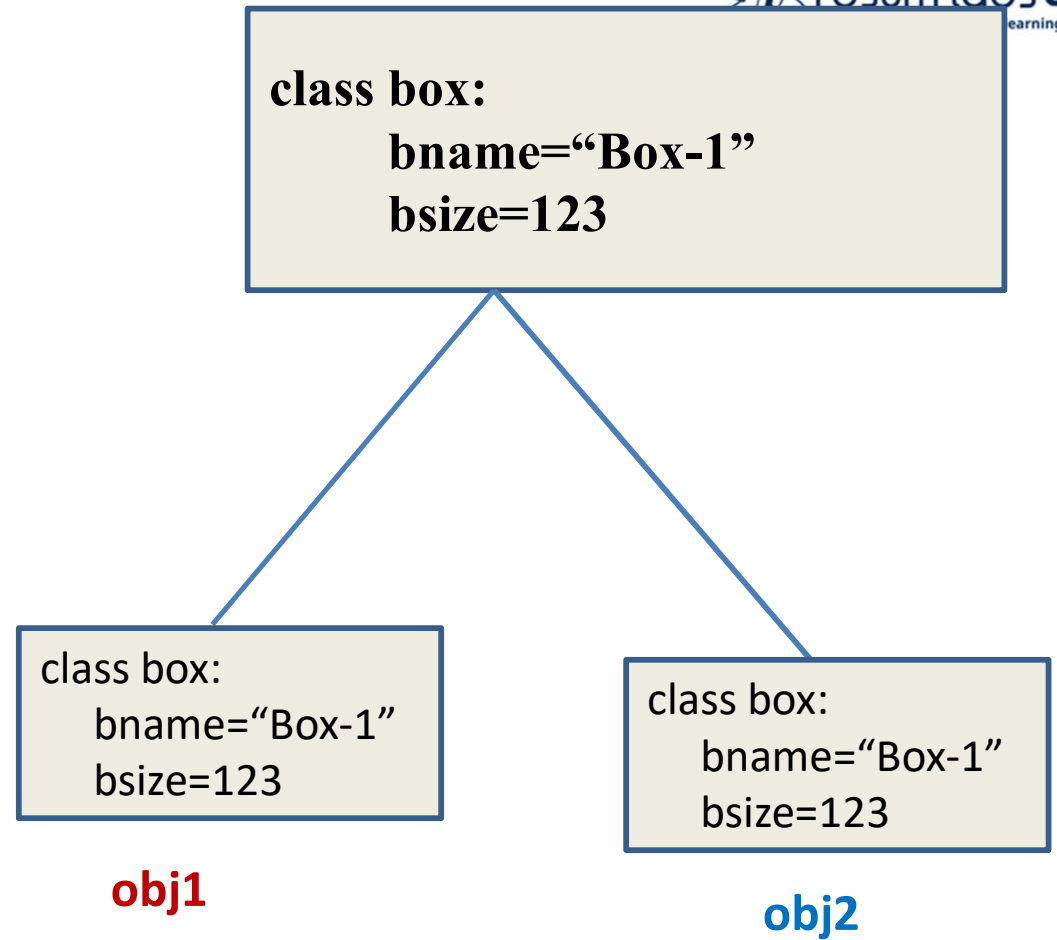 earning
class box:
bname=“Box-1”
bsize=123
class box:
bname=“Box-1”
bsize=123
obj1
class box:
bname=“Box-1”
bsize=123
obj2